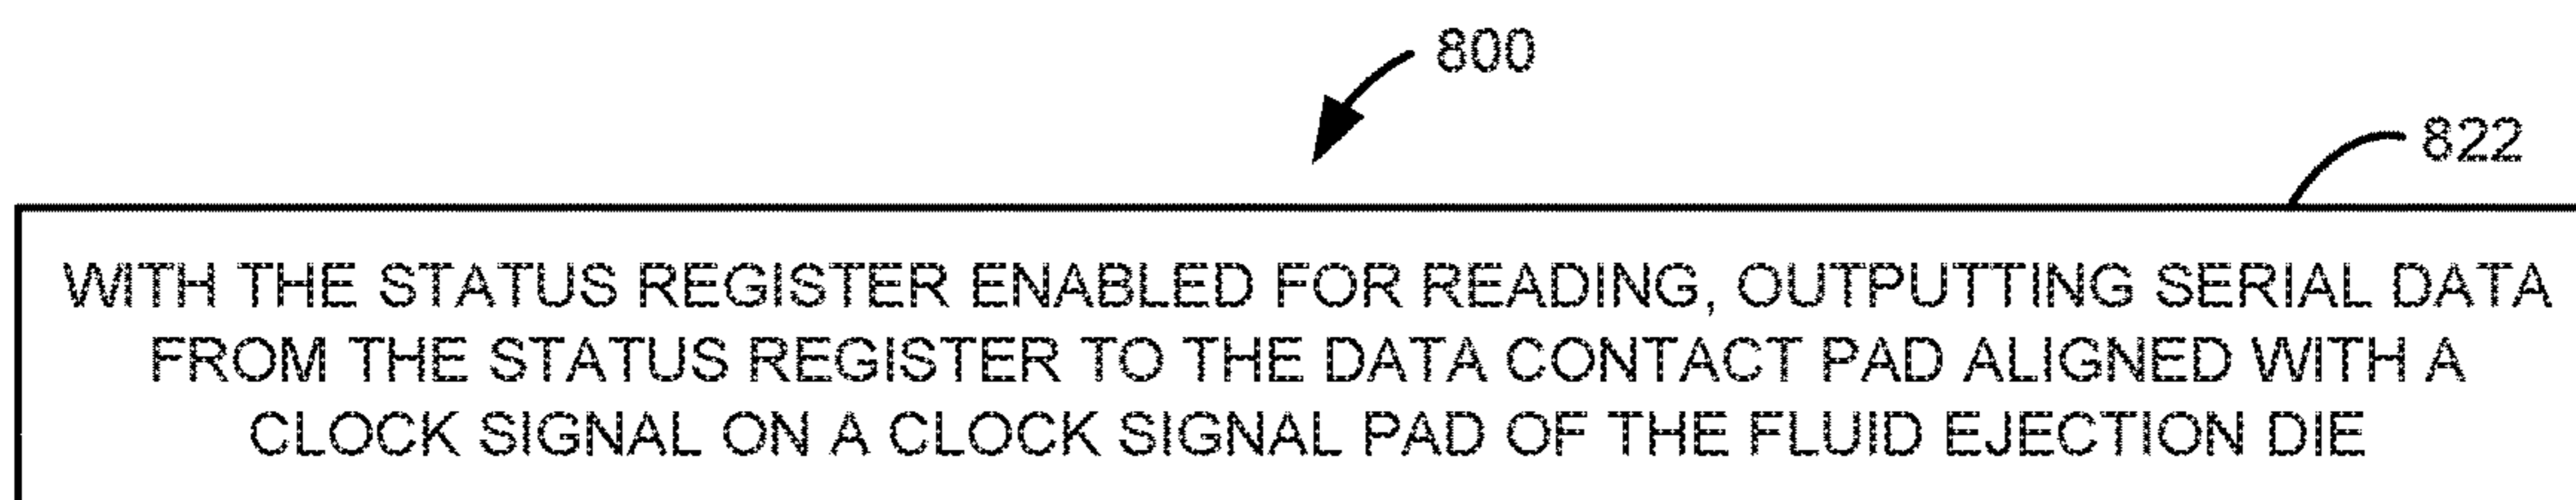 800
822
WITH THE STATUS REGISTER ENABLED FOR READING, OUTPUTTING SERIAL DATA
FROM THE STATUS REGISTER TO THE DATA CONTACT PAD ALIGNED WITH A
CLOCK SIGNAL ON A CLOCK SIGNAL PAD OF THE FLUID EJECTION DIE